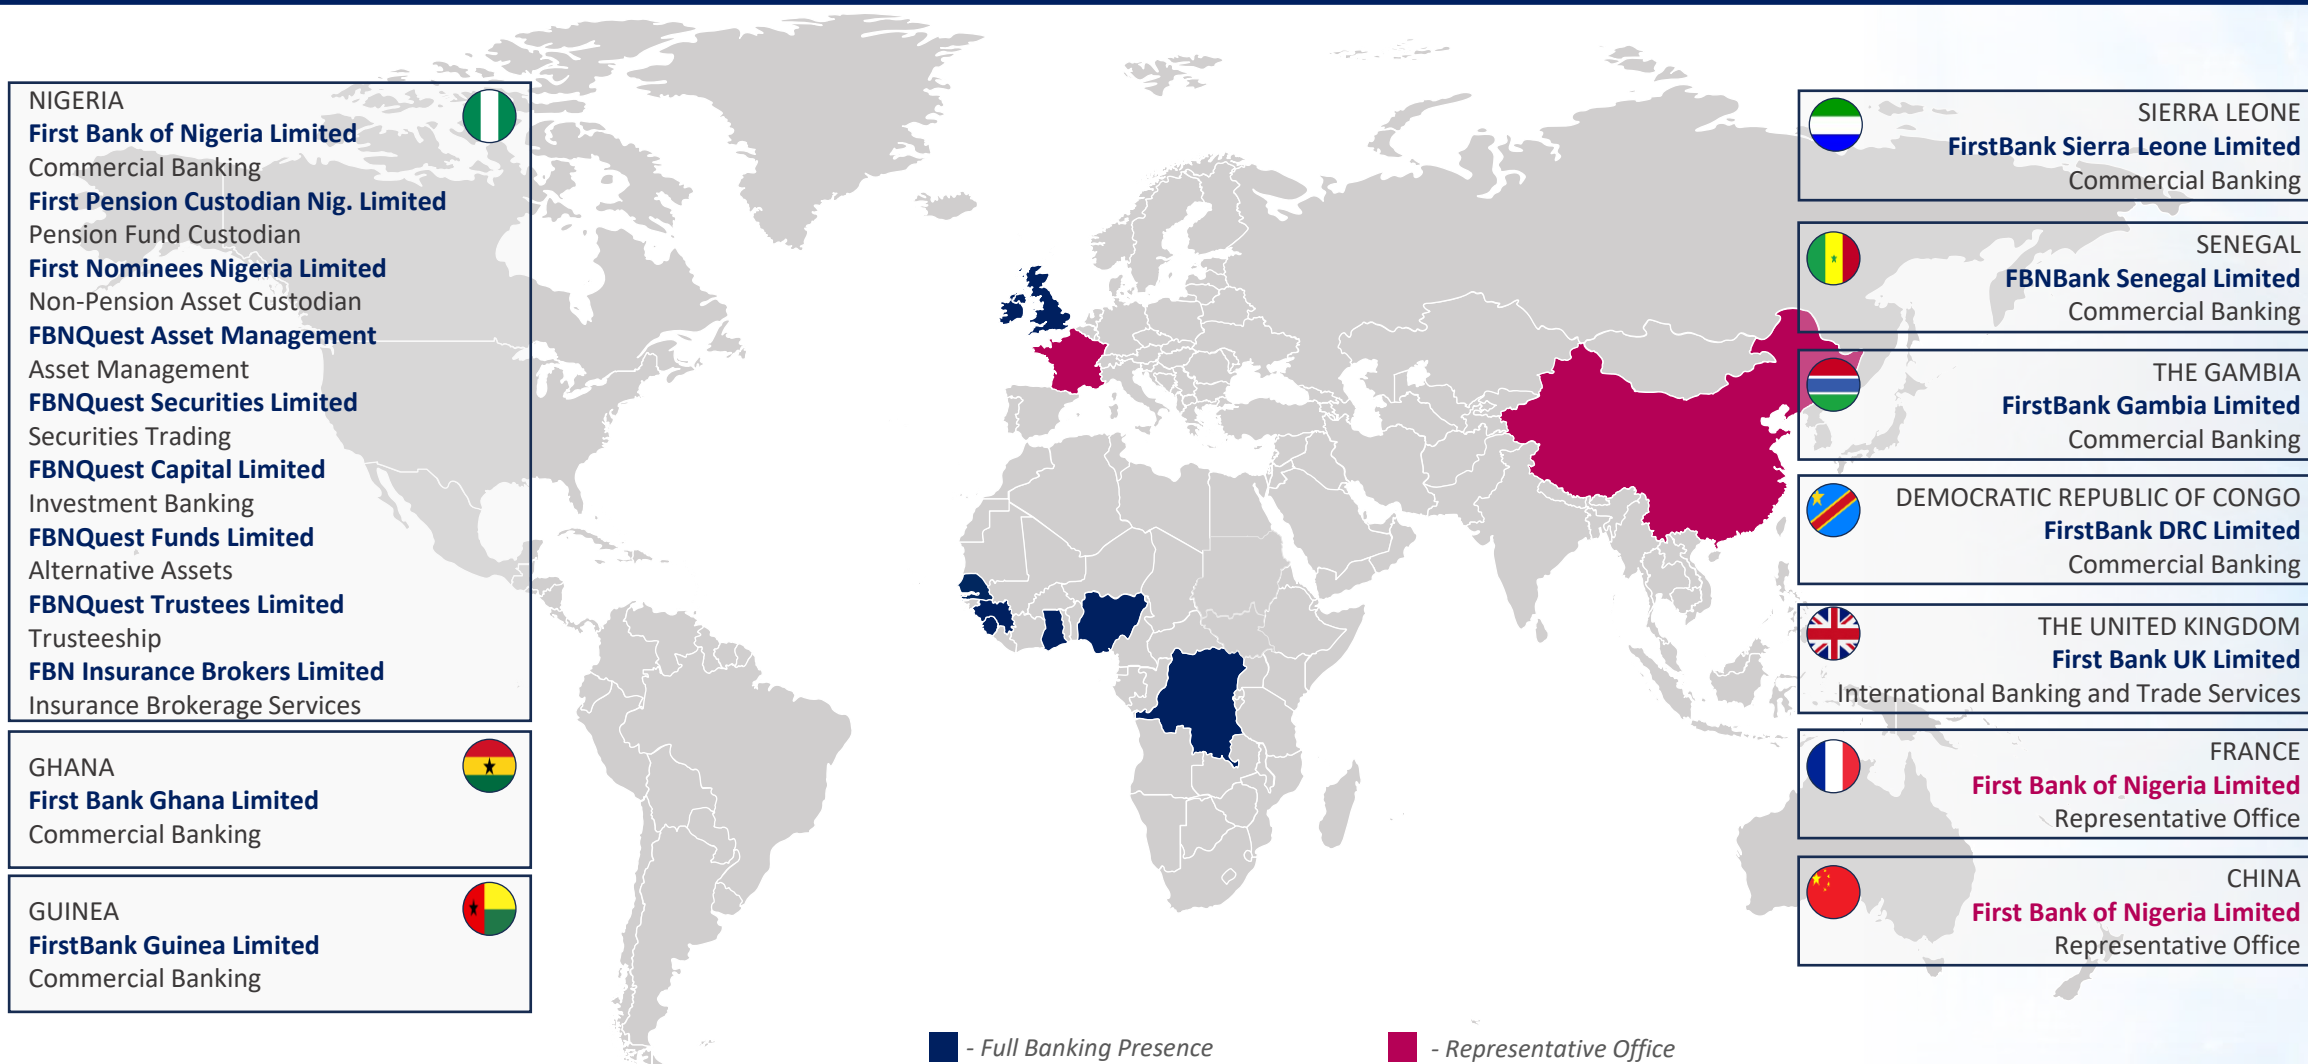 NIGERIA
First Bank of Nigeria Limited
Commercial Banking
First Pension Custodian Nig. Limited
Pension Fund Custodian
First Nominees Nigeria Limited
Non-Pension Asset Custodian
FBNQuest Asset Management
Asset Management
FBNQuest Securities Limited
Securities Trading
FBNQuest Capital Limited
Investment Banking
FBNQuest Funds Limited
Alternative Assets
FBNQuest Trustees Limited
Trusteeship
FBN Insurance Brokers Limited
Insurance Brokerage Services
GHANA
First Bank Ghana Limited
Commercial Banking
GUINEA
FirstBank Guinea Limited
Commercial Banking
SIERRA LEONE
FirstBank Sierra Leone Limited
Commercial Banking
SENEGAL
FBNBank Senegal Limited
Commercial Banking
THE GAMBIA
FirstBank Gambia Limited
Commercial Banking
DEMOCRATIC REPUBLIC OF CONGO
FirstBank DRC Limited
Commercial Banking
THE UNITED KINGDOM
First Bank UK Limited
International Banking and Trade Services
FRANCE
First Bank of Nigeria Limited
Representative Office
CHINA
First Bank of Nigeria Limited
Representative Office
- Full Banking Presence
- Representative Office